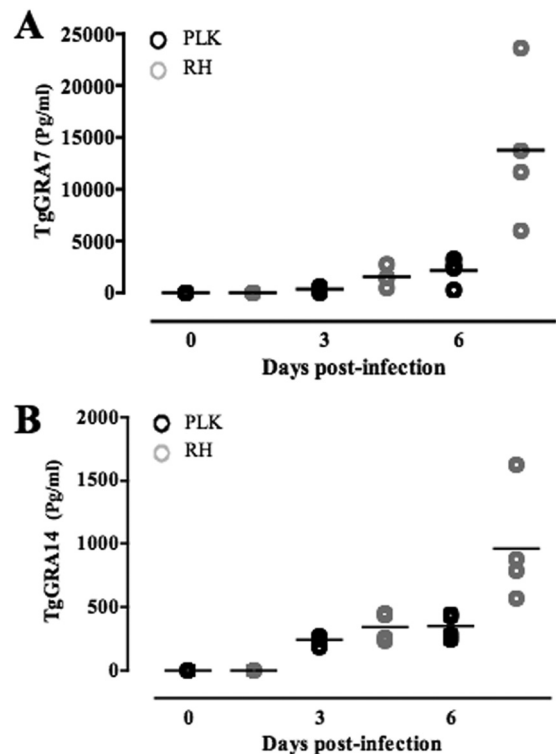 A
PLK
RH
25000
20000
15000
10000
5000
0
TgGRA7 (Pg/ml)
0 3 6
Days post-infection
B
PLK
RH
2000
1500
1000
500
0
TgGRA14 (Pg/ml)
0 3 6
Days post-infection